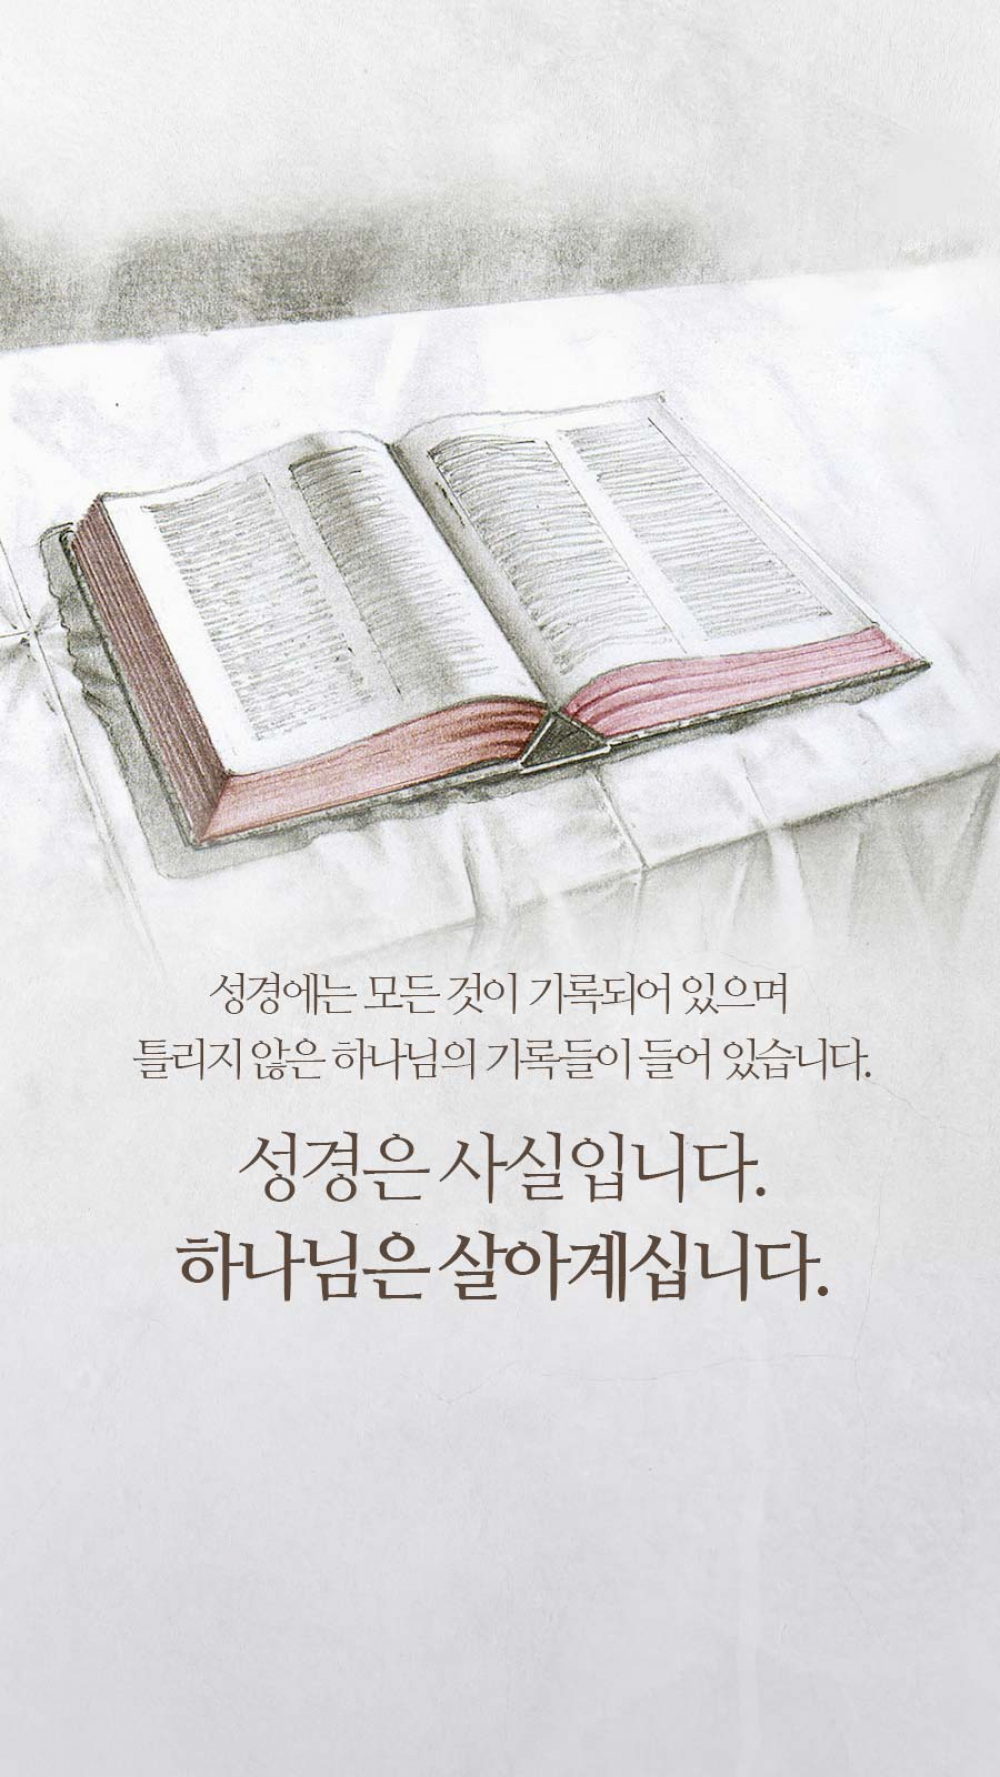 성경에는 모든 것이 기록되어 있으며
틀리지 않은 하나님의 기록들이 들어 있습니다.
성경은 사실입니다.
하나님은 살아계십니다.